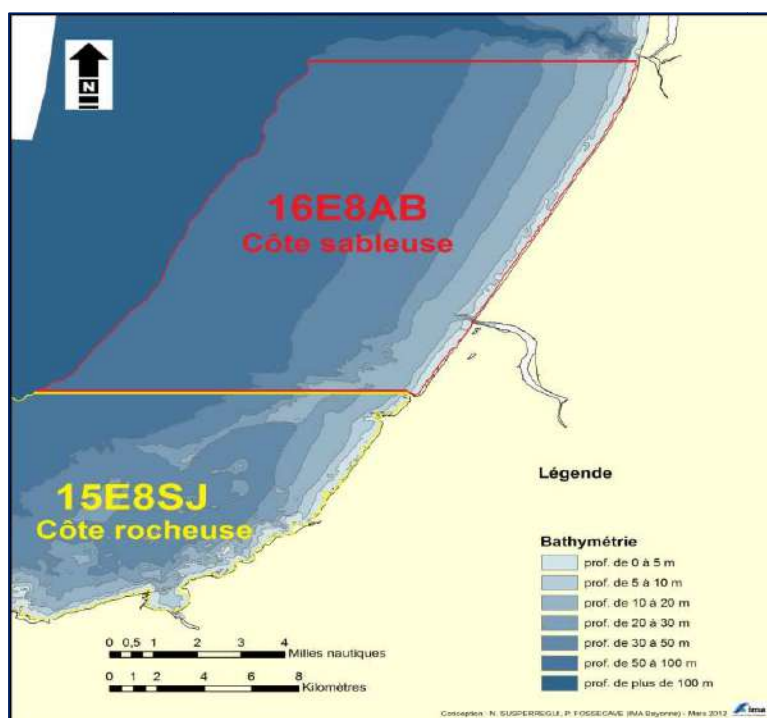 N
16E8AB
Côte sableuse
15E8SJ
Côte rocheuse
Légende
Bathymétrie
prof. de 0 à 5 m
prof. de 5 à 10 m
prof. de 10 à 20 m
prof. de 20 à 30 m
prof. de 30 à 50 m
prof. de 50 à 100 m
prof. de plus de 100 m
0 0,5 1 2 3 4
Milles nautiques
0 1 2 4 6 8
Kilomètres
Conception : N. SUSPERREGUI, P. FOSSECAVE (IMA Bayonne) - Mars 2012
ima